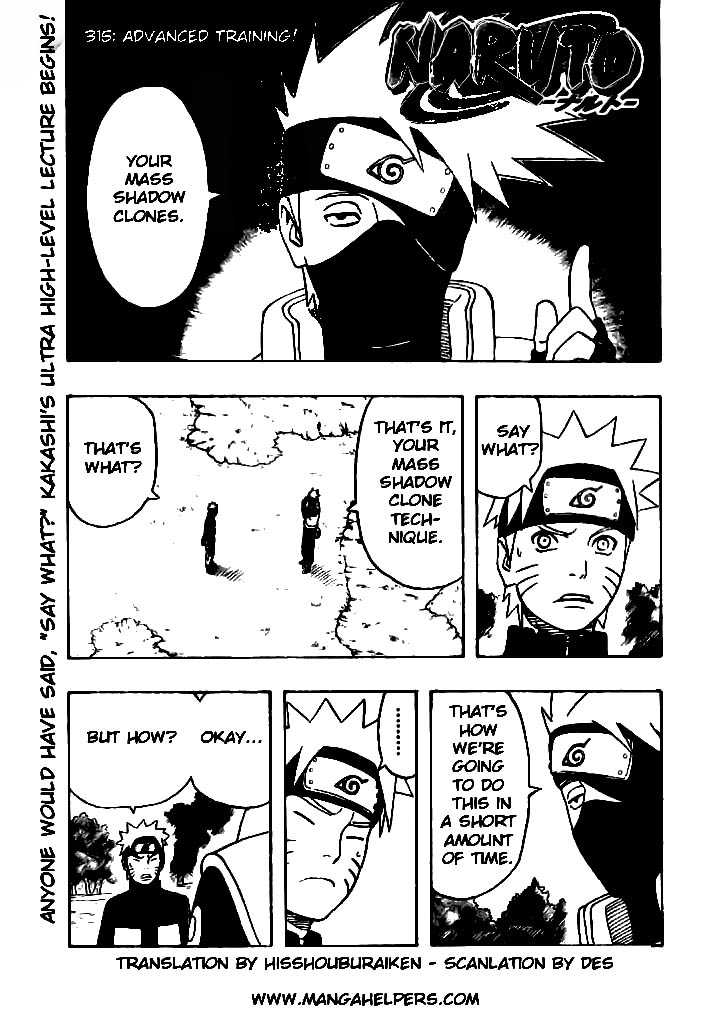 315: ADVANCED TRAINING!
NARUTO
-ナルト-
ANYONE WOULD HAVE SAID, "SAY WHAT?" KAKASHI'S ULTRA HIGH-LEVEL LECTURE BEGINS!
YOUR
MASS
SHADOW
CLONES.
SAY
WHAT?
THAT'S IT,
YOUR
MASS
SHADOW
CLONE
TECH-
NIQUE.
THAT'S
WHAT?
THAT'S
HOW
WE'RE
GOING
TO DO
THIS IN
A SHORT
AMOUNT
OF TIME.
..........
OKAY...
BUT HOW?
TRANSLATION BY HISSHOUBURAIKEN - SCANLATION BY DES
WWW.MANGAHELPERS.COM